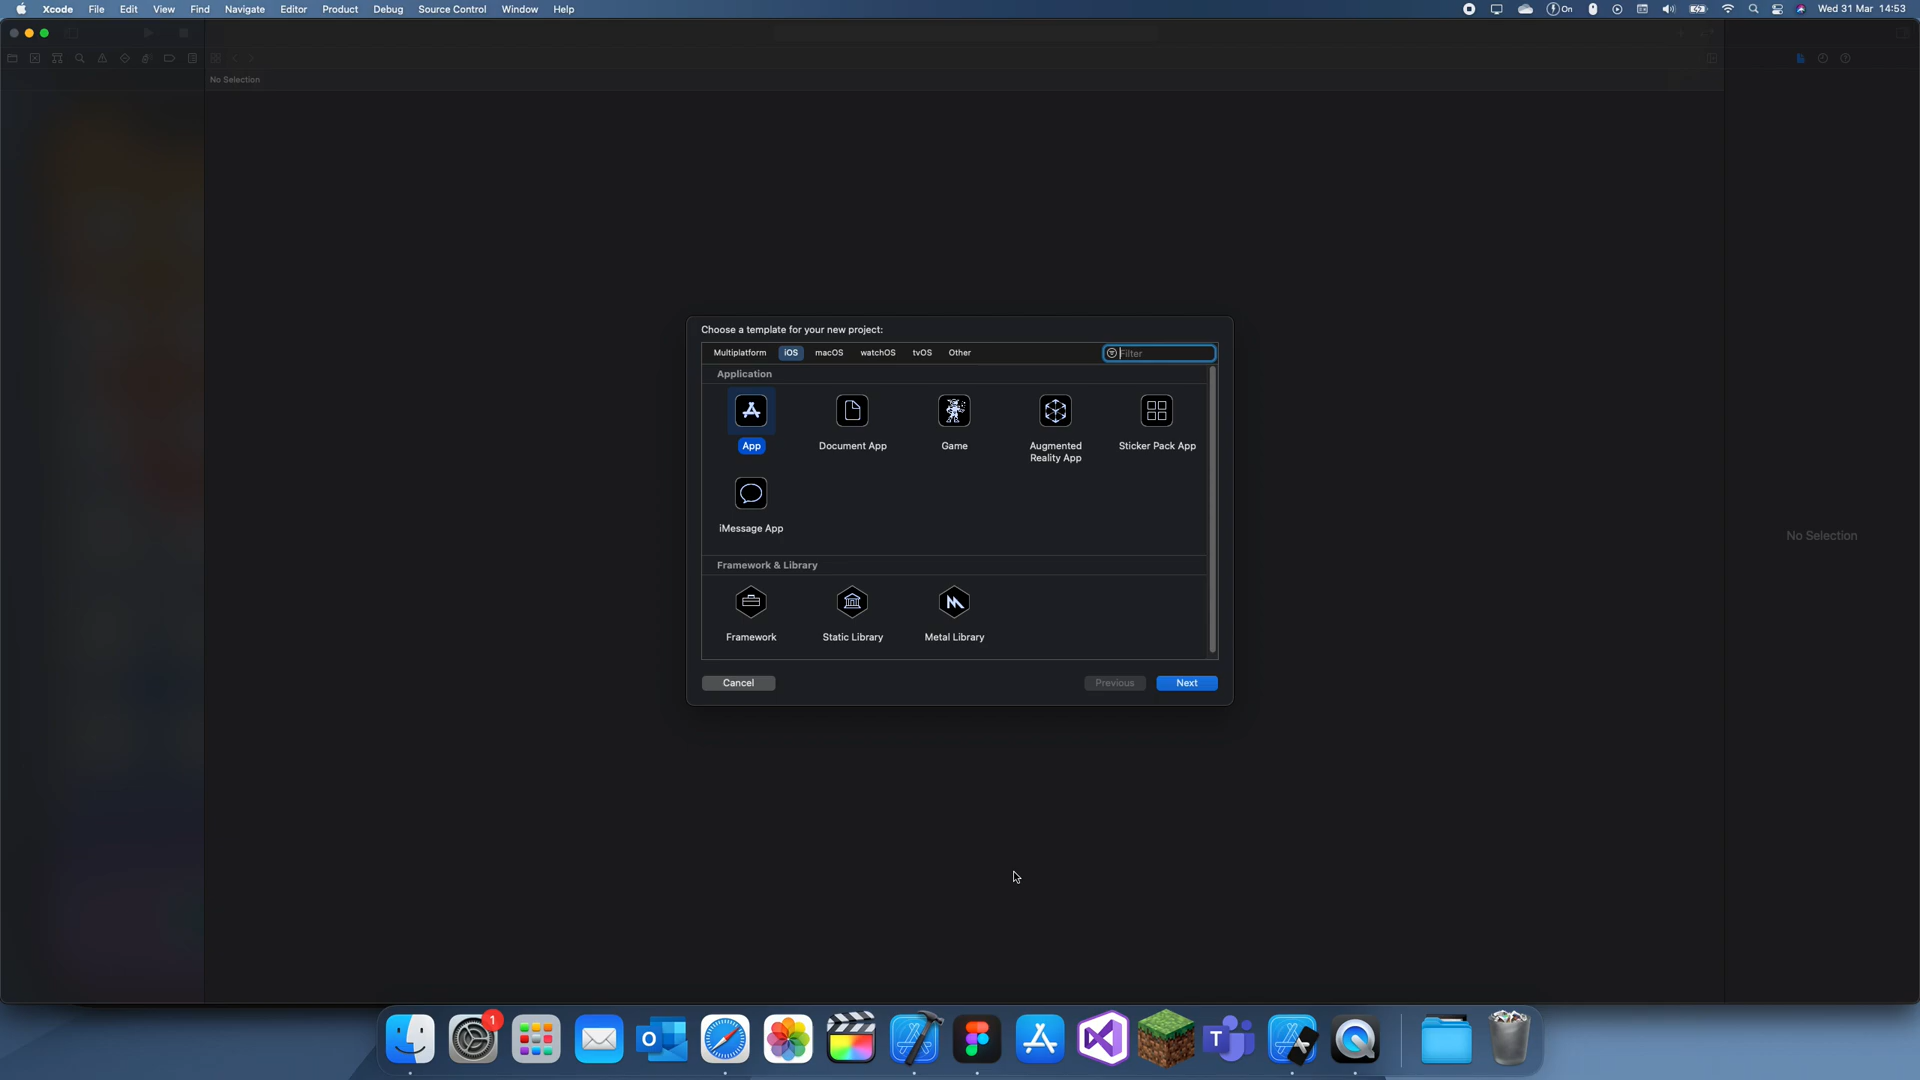 Xcode File Edit View Find Navigate Editor Product Debug Source Control Window Help
On
Wed 31 Mar 14:53
No Selection
Choose a template for your new project:
Multiplatform iOS macOS watchOS tvOS Other
Filter
Application
App
Document App
Game
Augmented
Reality App
Sticker Pack App
iMessage App
Framework & Library
Framework
Static Library
Metal Library
Cancel
Previous
Next
No Selection
1